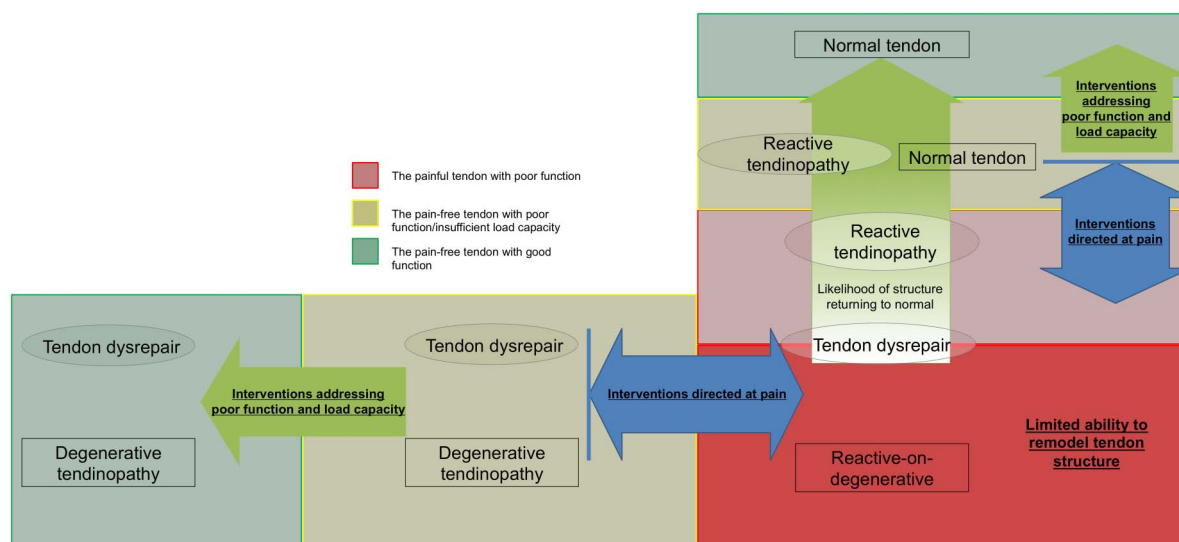 Normal tendon
Interventions
addressing
poor function and
load capacity
Reactive
tendinopathy
Normal tendon
The painful tendon with poor function
The pain-free tendon with poor
function/insufficient load capacity
The pain-free tendon with good
function
Reactive
tendinopathy
Interventions
directed at pain
Likelihood of structure
returning to normal
Tendon dysrepair
Tendon dysrepair
Tendon dysrepair
Interventions addressing
poor function and load capacity
Interventions directed at pain
Degenerative
tendinopathy
Degenerative
tendinopathy
Reactive-on-
degenerative
Limited ability to
remodel tendon
structure